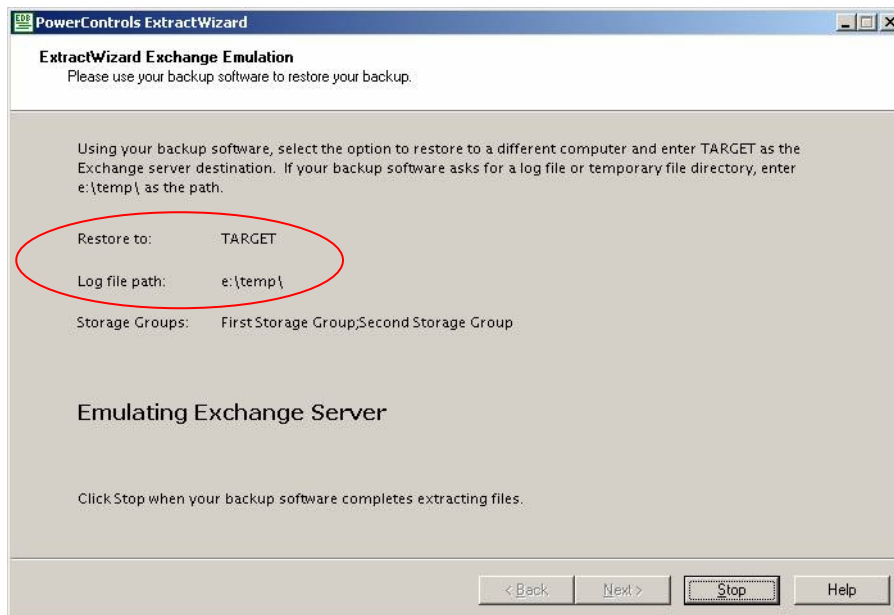 EDB PowerControls ExtractWizard
ExtractWizard Exchange Emulation
Please use your backup software to restore your backup.
Using your backup software, select the option to restore to a different computer and enter TARGET as the
Exchange server destination. If your backup software asks for a log file or temporary file directory, enter
e:\temp\ as the path.
Restore to: TARGET
Log file path: e:\temp\
Storage Groups: First Storage Group;Second Storage Group
Emulating Exchange Server
Click Stop when your backup software completes extracting files.
< Back Next > Stop Help